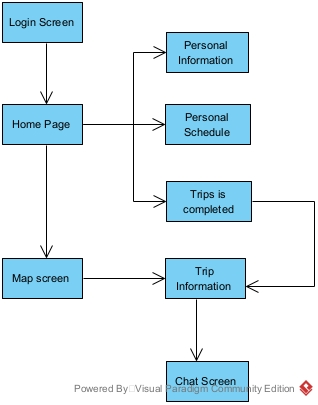 Login Screen
Personal
Information
Home Page
Personal
Schedule
Trips is
completed
Map screen
Trip
Information
Chat Screen
Powered By Visual Paradigm Community Edition